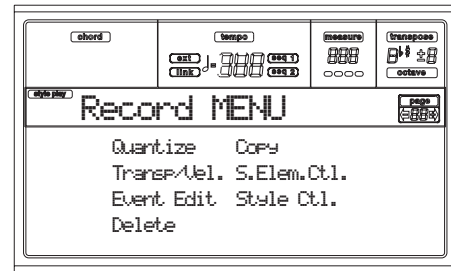 chord tempo measure transpose
ext seq 1
link seq 2
octave
style play Record MENU page
Quantize Copy
Transp/Vel. S.Elem.Ctl.
Event Edit Style Ctl.
Delete